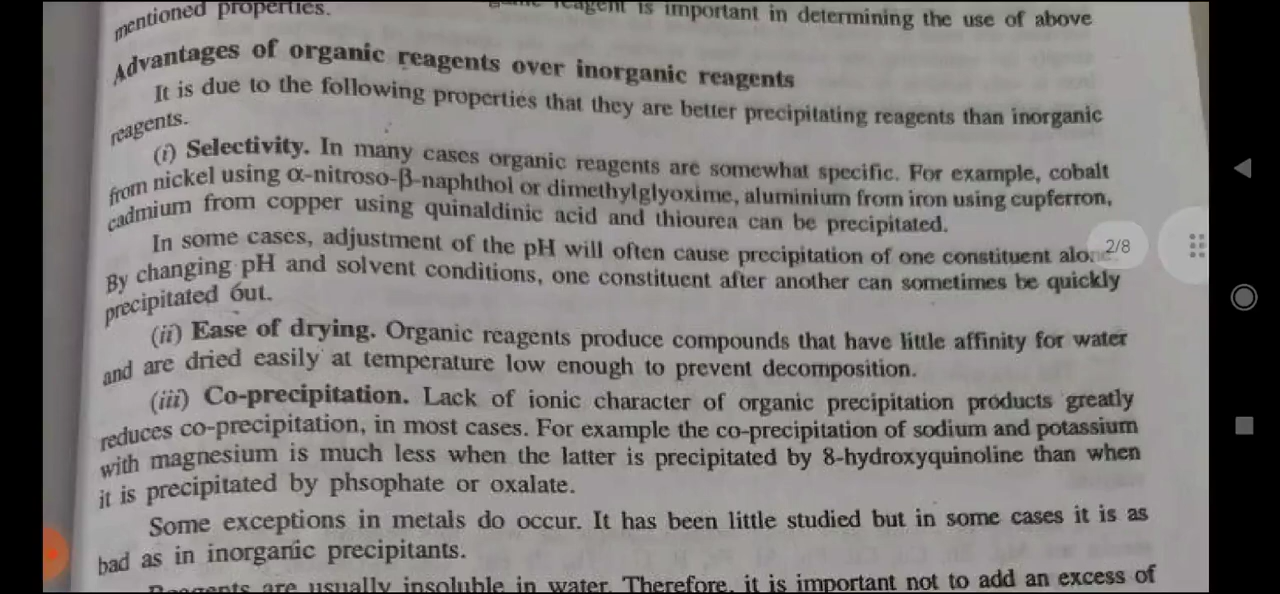 reagent is important in determining the use of above
mentioned properties.
Advantages of organic reagents over inorganic reagents
It is due to the following properties that they are better precipitating reagents than inorganic
reagents.
(i) Selectivity. In many cases organic reagents are somewhat specific. For example, cobalt
from nickel using α-nitroso-β-naphthol or dimethylglyoxime, aluminium from iron using cupferron,
cadmium from copper using quinaldinic acid and thiourea can be precipitated.
In some cases, adjustment of the pH will often cause precipitation of one constituent alone.
By changing pH and solvent conditions, one constituent after another can sometimes be quickly
precipitated out.
(ii) Ease of drying. Organic reagents produce compounds that have little affinity for water
and are dried easily at temperature low enough to prevent decomposition.
(iii) Co-precipitation. Lack of ionic character of organic precipitation products greatly
reduces co-precipitation, in most cases. For example the co-precipitation of sodium and potassium
with magnesium is much less when the latter is precipitated by 8-hydroxyquinoline than when
it is precipitated by phsophate or oxalate.
Some exceptions in metals do occur. It has been little studied but in some cases it is as
bad as in inorganic precipitants.
Reagents are usually insoluble in water. Therefore, it is important not to add an excess of
2/8